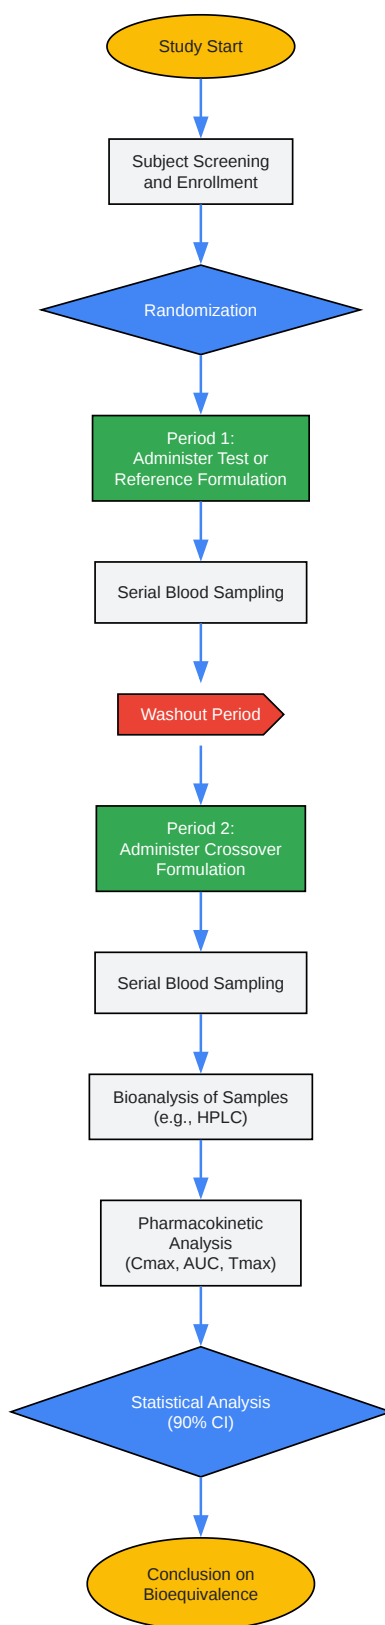 Study Start
Subject Screening
and Enrollment
Randomization
Period 1:
Administer Test or
Reference Formulation
Serial Blood Sampling
Washout Period
Period 2:
Administer Crossover
Formulation
Serial Blood Sampling
Bioanalysis of Samples
(e.g., HPLC)
Pharmacokinetic
Analysis
(Cmax, AUC, Tmax)
Statistical Analysis
(90% CI)
Conclusion on
Bioequivalence